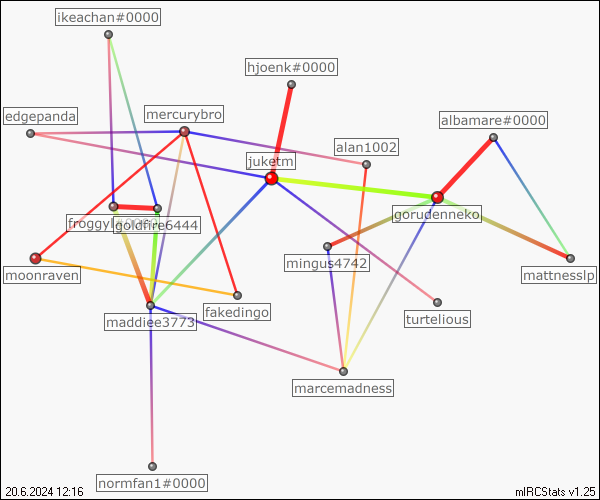 ikeachan#0000
hjoenk#0000
edgepanda
mercurybro
albamare#0000
alan1002
juketm
gorudenneko
goldfire6444
mingus4742
moonraven
mattnesslp
fakedingo
turtelious
maddiee3773
marcemadness
normfan1#0000
20.6.2024 12:16
mIRCStats v1.25